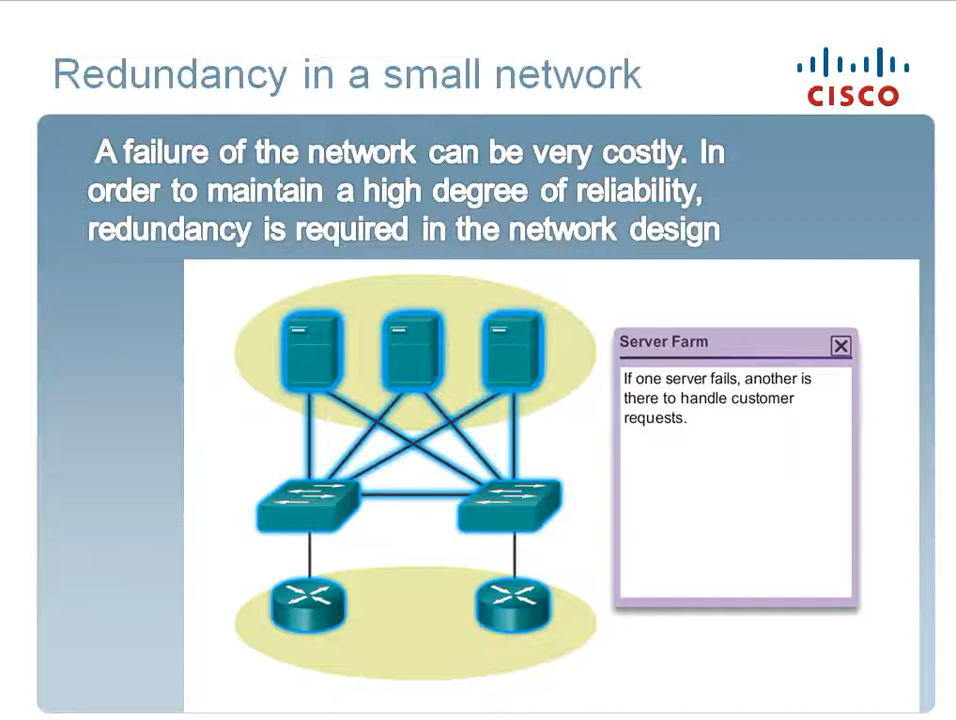 Redundancy in a small network
CISCO
A failure of the network can be very costly. In
order to maintain a high degree of reliability,
redundancy is required in the network design
Server Farm
If one server fails, another is
there to handle customer
requests.